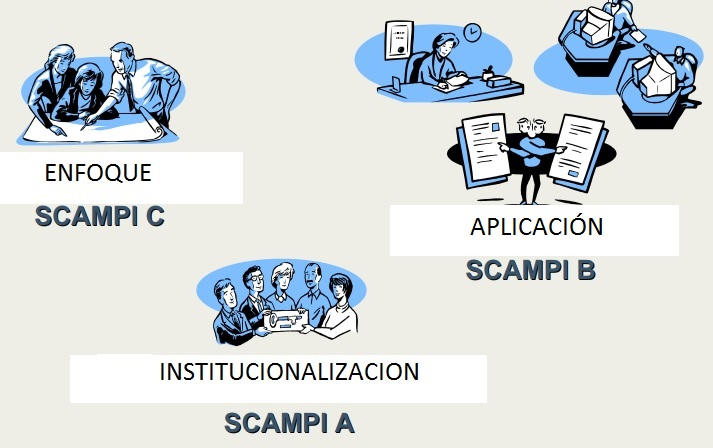 ENFOQUE
SCAMPI C
APLICACIÓN
SCAMPI B
INSTITUCIONALIZACION
SCAMPI A